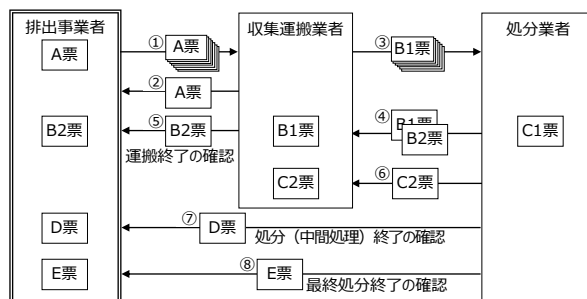 排出事業者
収集運搬業者
処分業者
① A票
③ B1票
A票
② A票
⑤ B2票
④ B1票
B2票
B2票
B1票
C1票
運搬終了の確認
C2票
⑥ C2票
⑦ D票
D票
処分（中間処理）終了の確認
⑧ E票
E票
最終処分終了の確認